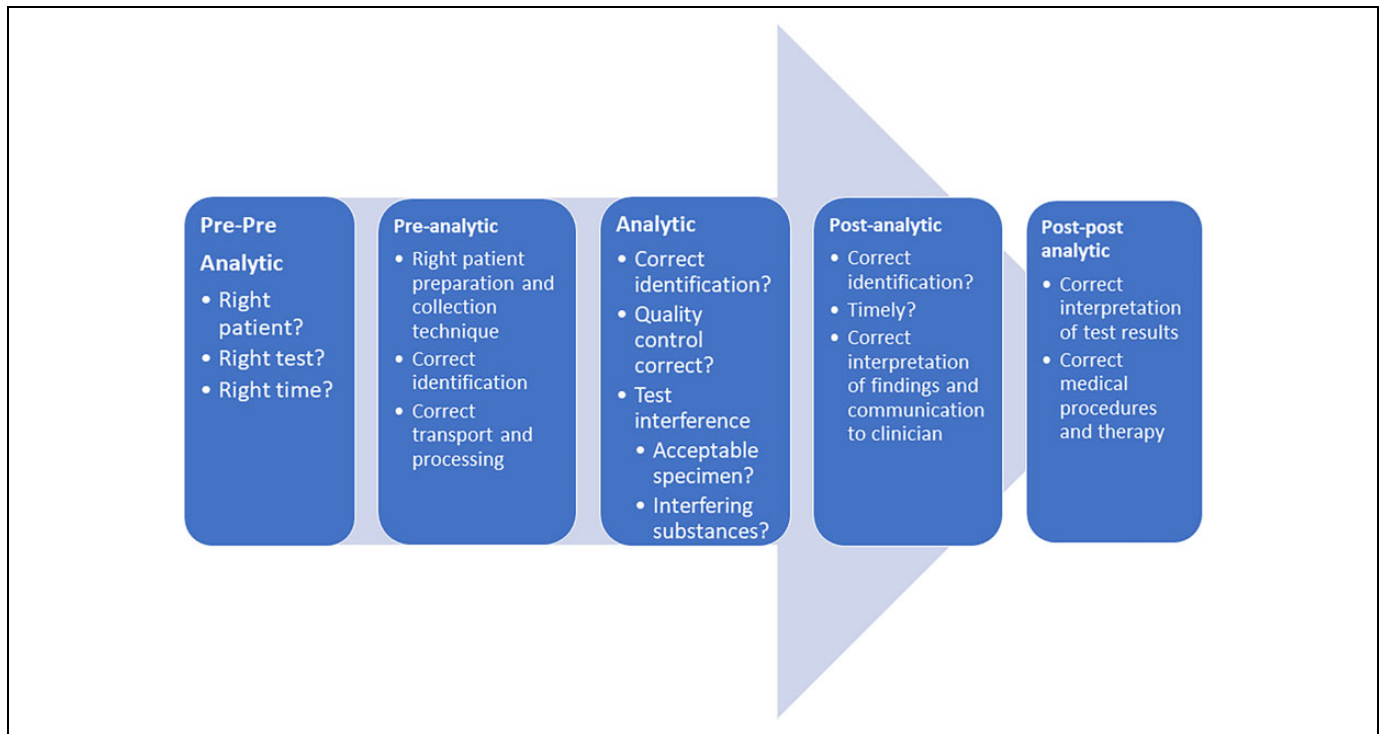 Pre-Pre
Analytic
• Right
patient?
• Right test?
• Right time?
Pre-analytic
• Right patient
preparation and
collection
technique
• Correct
identification
• Correct
transport and
processing
Analytic
• Correct
identification?
• Quality
control
correct?
• Test
interference
• Acceptable
specimen?
• Interfering
substances?
Post-analytic
• Correct
identification?
• Timely?
• Correct
interpretation
of findings and
communication
to clinician
Post-post
analytic
• Correct
interpretation
of test results
• Correct
medical
procedures
and therapy